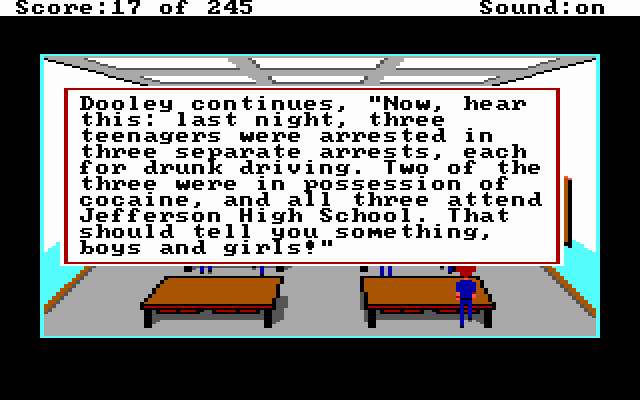 Score:17 of 245 Sound:on
Dooley continues, "Now, hear
this: last night, three
teenagers were arrested in
three separate arrests, each
for drunk driving. Two of the
three were in possession of
cocaine, and all three attend
Jefferson High School. That
should tell you something,
boys and girls!"